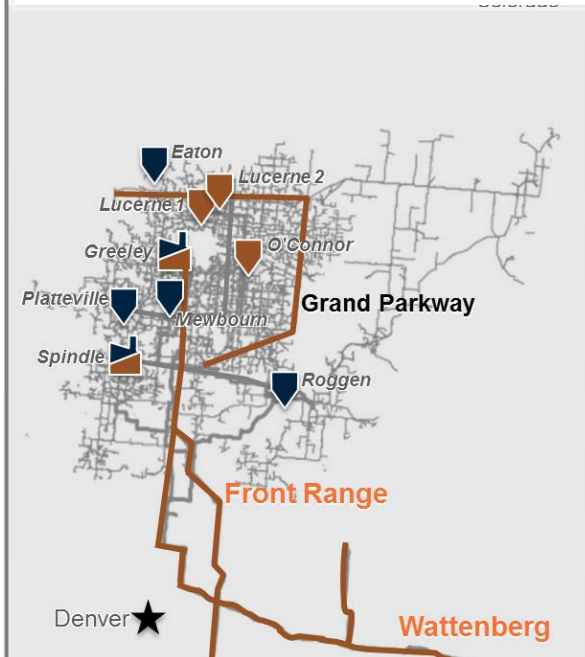 Eaton
Lucerne 2
Lucerne 1
Greeley
O'Connor
Platteville
Mewbourn
Grand Parkway
Spindle
Roggen
Front Range
Denver
Wattenberg